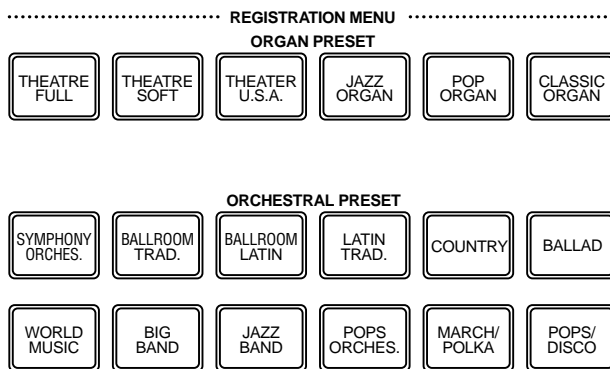 REGISTRATION MENU
ORGAN PRESET
THEATRE FULL
THEATRE SOFT
THEATER U.S.A.
JAZZ ORGAN
POP ORGAN
CLASSIC ORGAN
ORCHESTRAL PRESET
SYMPHONY ORCHES.
BALLROOM TRAD.
BALLROOM LATIN
LATIN TRAD.
COUNTRY
BALLAD
WORLD MUSIC
BIG BAND
JAZZ BAND
POPS ORCHES.
MARCH/ POLKA
POPS/ DISCO